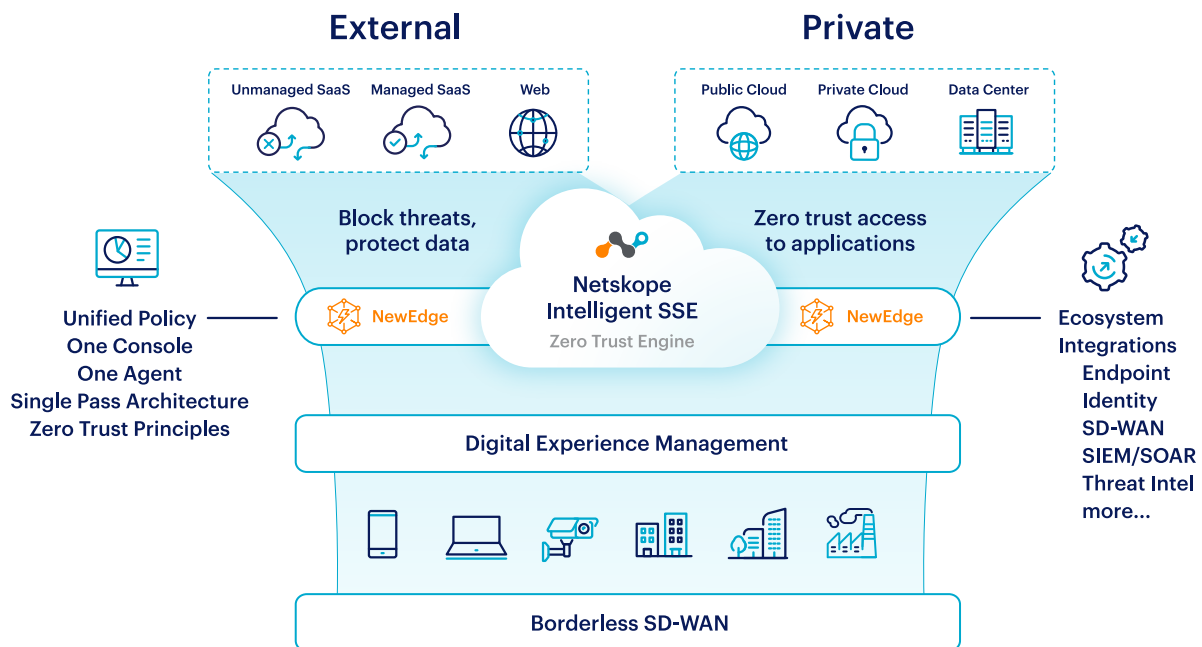 External
Private
Unmanaged SaaS
Managed SaaS
Web
Public Cloud
Private Cloud
Data Center
Block threats,
protect data
Zero trust access
to applications
Netskope
Intelligent SSE
Zero Trust Engine
NewEdge
NewEdge
Unified Policy
One Console
One Agent
Single Pass Architecture
Zero Trust Principles
Ecosystem
Integrations
Endpoint
Identity
SD-WAN
SIEM/SOAR
Threat Intel
more...
Digital Experience Management
Borderless SD-WAN